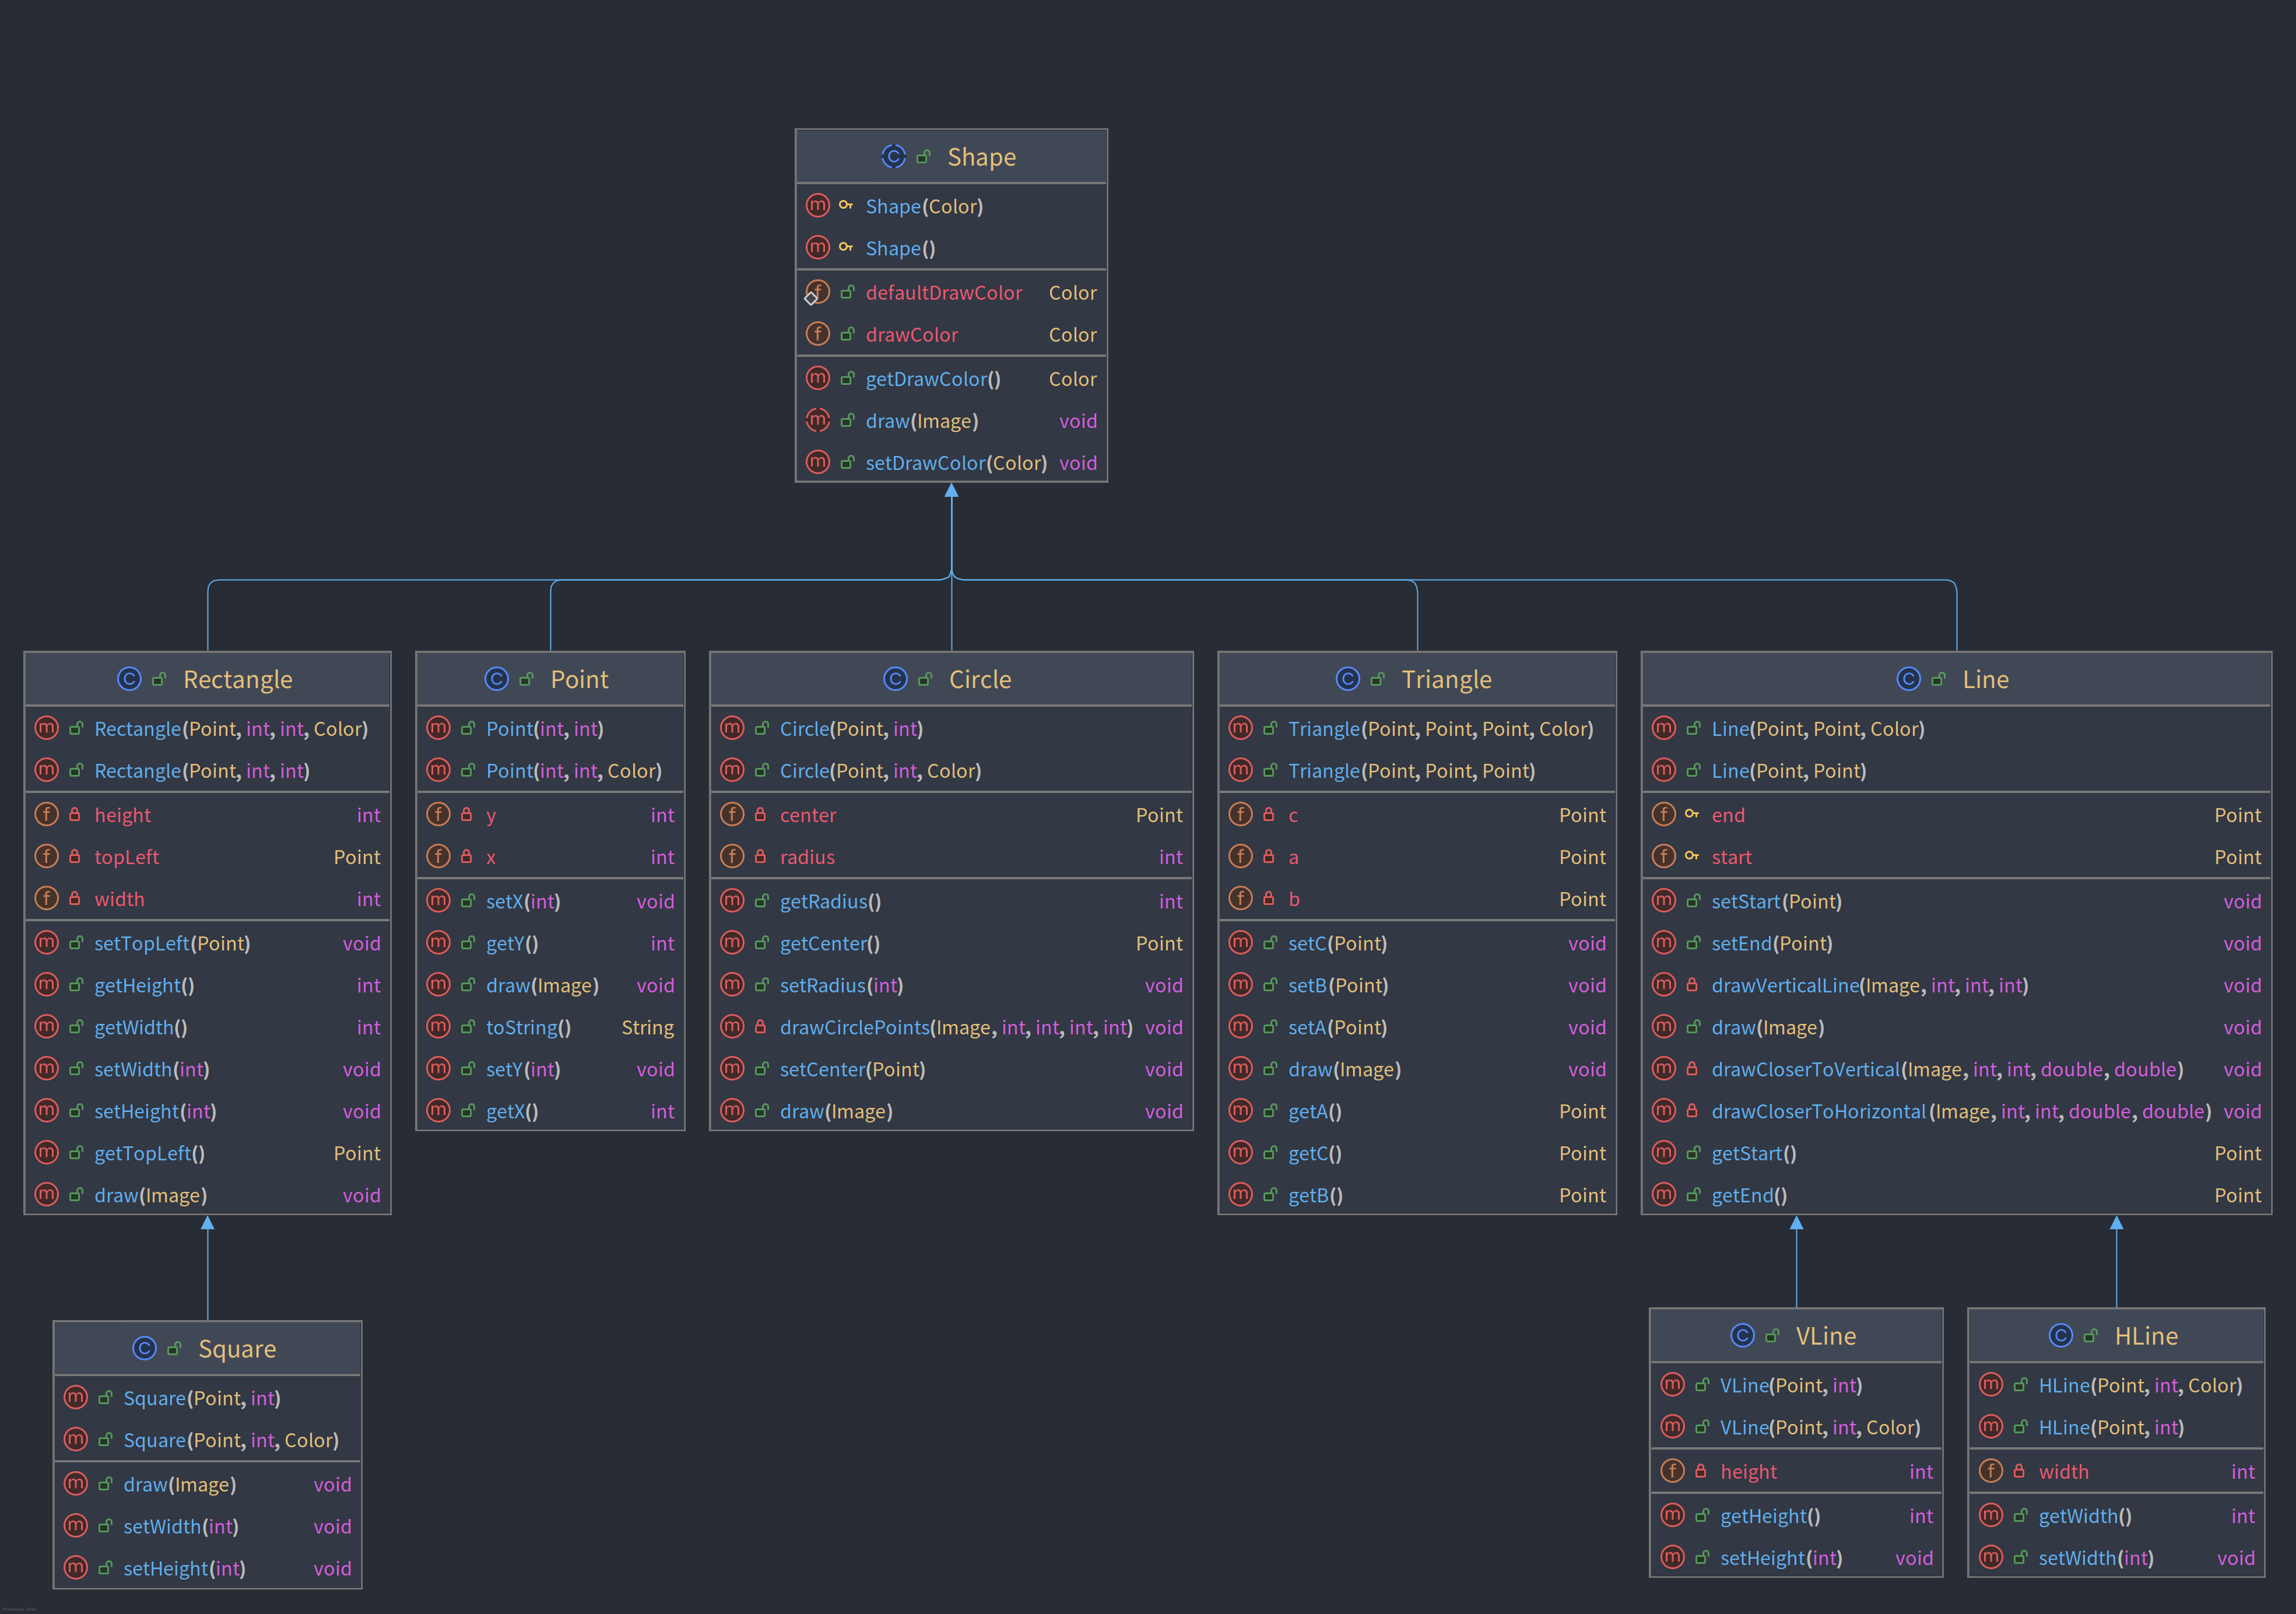 Shape
Shape(Color)
Shape()
defaultDrawColor Color
drawColor Color
getDrawColor() Color
draw(Image) void
setDrawColor(Color) void
Rectangle
Rectangle(Point, int, int, Color)
Rectangle(Point, int, int)
height int
topLeft Point
width int
setTopLeft(Point) void
getHeight() int
getWidth() int
setWidth(int) void
setHeight(int) void
getTopLeft() Point
draw(Image) void
Point
Point(int, int)
Point(int, int, Color)
y int
x int
setX(int) void
getY() int
draw(Image) void
toString() String
setY(int) void
getX() int
Circle
Circle(Point, int)
Circle(Point, int, Color)
center Point
radius int
getRadius() int
getCenter() Point
setRadius(int) void
drawCirclePoints(Image, int, int, int, int) void
setCenter(Point) void
draw(Image) void
Triangle
Triangle(Point, Point, Point, Color)
Triangle(Point, Point, Point)
c Point
a Point
b Point
setC(Point) void
setB(Point) void
setA(Point) void
draw(Image) void
getA() Point
getC() Point
getB() Point
Line
Line(Point, Point, Color)
Line(Point, Point)
end Point
start Point
setStart(Point) void
setEnd(Point) void
drawVerticalLine(Image, int, int, int) void
draw(Image) void
drawCloserToVertical(Image, int, int, double, double) void
drawCloserToHorizontal(Image, int, int, double, double) void
getStart() Point
getEnd() Point
Square
Square(Point, int)
Square(Point, int, Color)
draw(Image) void
setWidth(int) void
setHeight(int) void
VLine
VLine(Point, int)
VLine(Point, int, Color)
height int
getHeight() int
setHeight(int) void
HLine
HLine(Point, int, Color)
HLine(Point, int)
width int
getWidth() int
setWidth(int) void